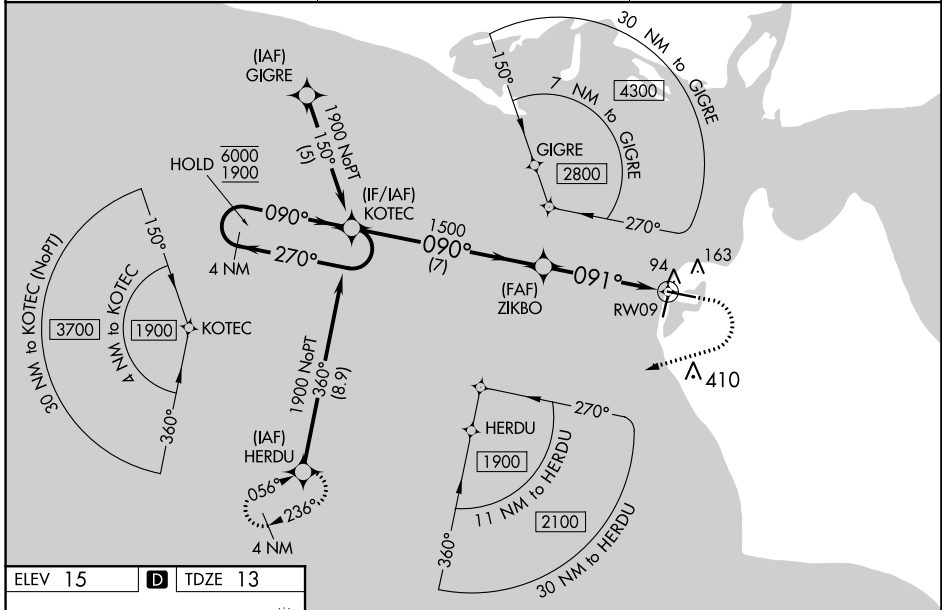 30 NM to GIGRE
4300
150°
7 NM to GIGRE
GIGRE
2800
270°
(IAF)
GIGRE
1900 NoPT
150°
(5)
HOLD
6000
1900
(IF/IAF)
KOTEC
090°
270°
4 NM
1500
090°
(7)
(FAF)
ZIKBO
091°
94
163
RW09
410
30 NM to KOTEC (NoPT)
150°
3700
4 NM to KOTEC
1900
KOTEC
360°
1900 NoPT
360°
(8.9)
(IAF)
HERDU
056°
236°
4 NM
270°
HERDU
1900
11 NM to HERDU
2100
360°
30 NM to HERDU
ELEV 15
D
TDZE 13